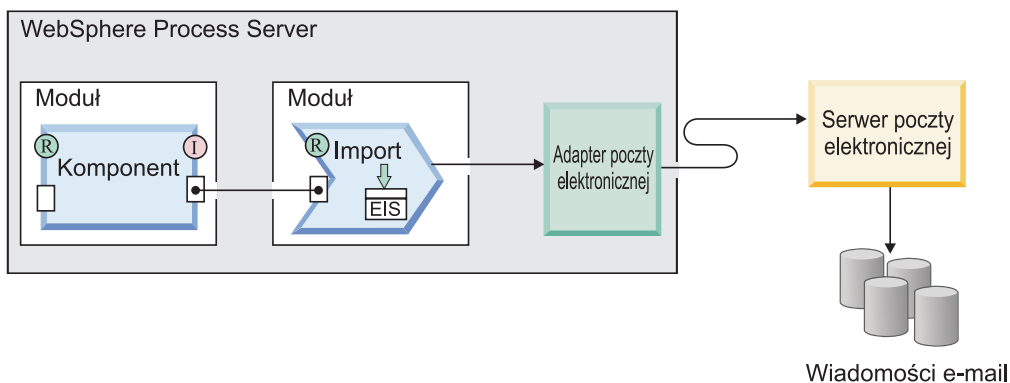 WebSphere Process Server
Moduł
R
I
Komponent
Moduł
R
Import
EIS
Adapter poczty
elektronicznej
Serwer poczty
elektronicznej
Wiadomości e-mail